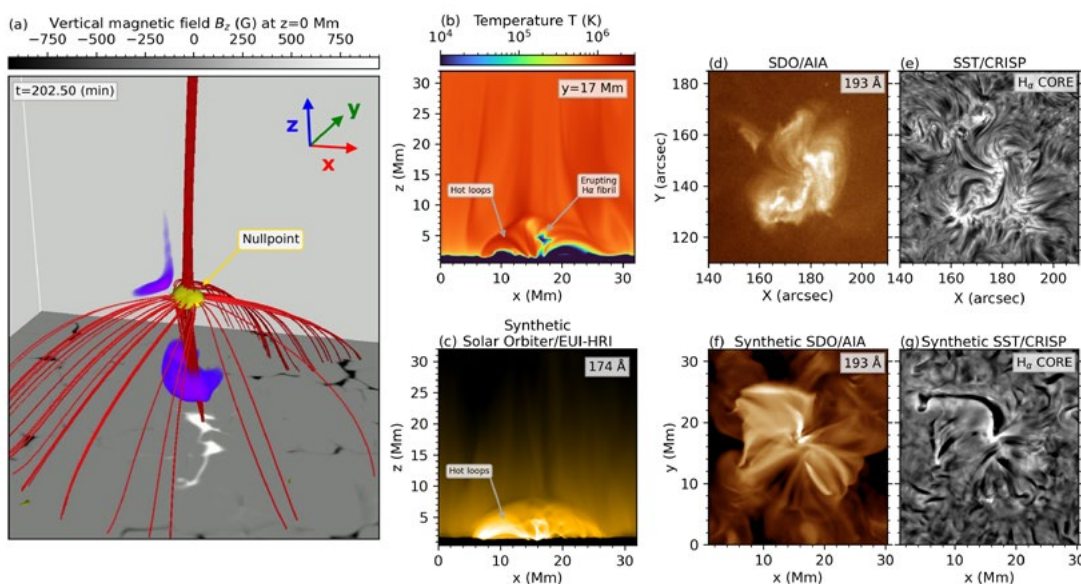 (a) Vertical magnetic field B_z (G) at z=0 Mm
−750 −500 −250 0 250 500 750
t=202.50 (min)
z
y
x
Nullpoint
(b) Temperature T (K)
10^4 10^5 10^6
y=17 Mm
Hot loops
Erupting
Hα fibril
z (Mm)
30
25
20
15
10
5
0 10 20 30
x (Mm)
Synthetic
(c) Solar Orbiter/EUI-HRI
174 Å
Hot loops
z (Mm)
30
25
20
15
10
5
0 10 20 30
x (Mm)
(d) SDO/AIA
193 Å
Y (arcsec)
180
160
140
120
140 160 180 200
X (arcsec)
(e) SST/CRISP
H_α CORE
140 160 180 200
X (arcsec)
(f) Synthetic SDO/AIA
193 Å
y (Mm)
30
20
10
0
0 10 20 30
x (Mm)
(g) Synthetic SST/CRISP
H_α CORE
0 10 20 30
x (Mm)